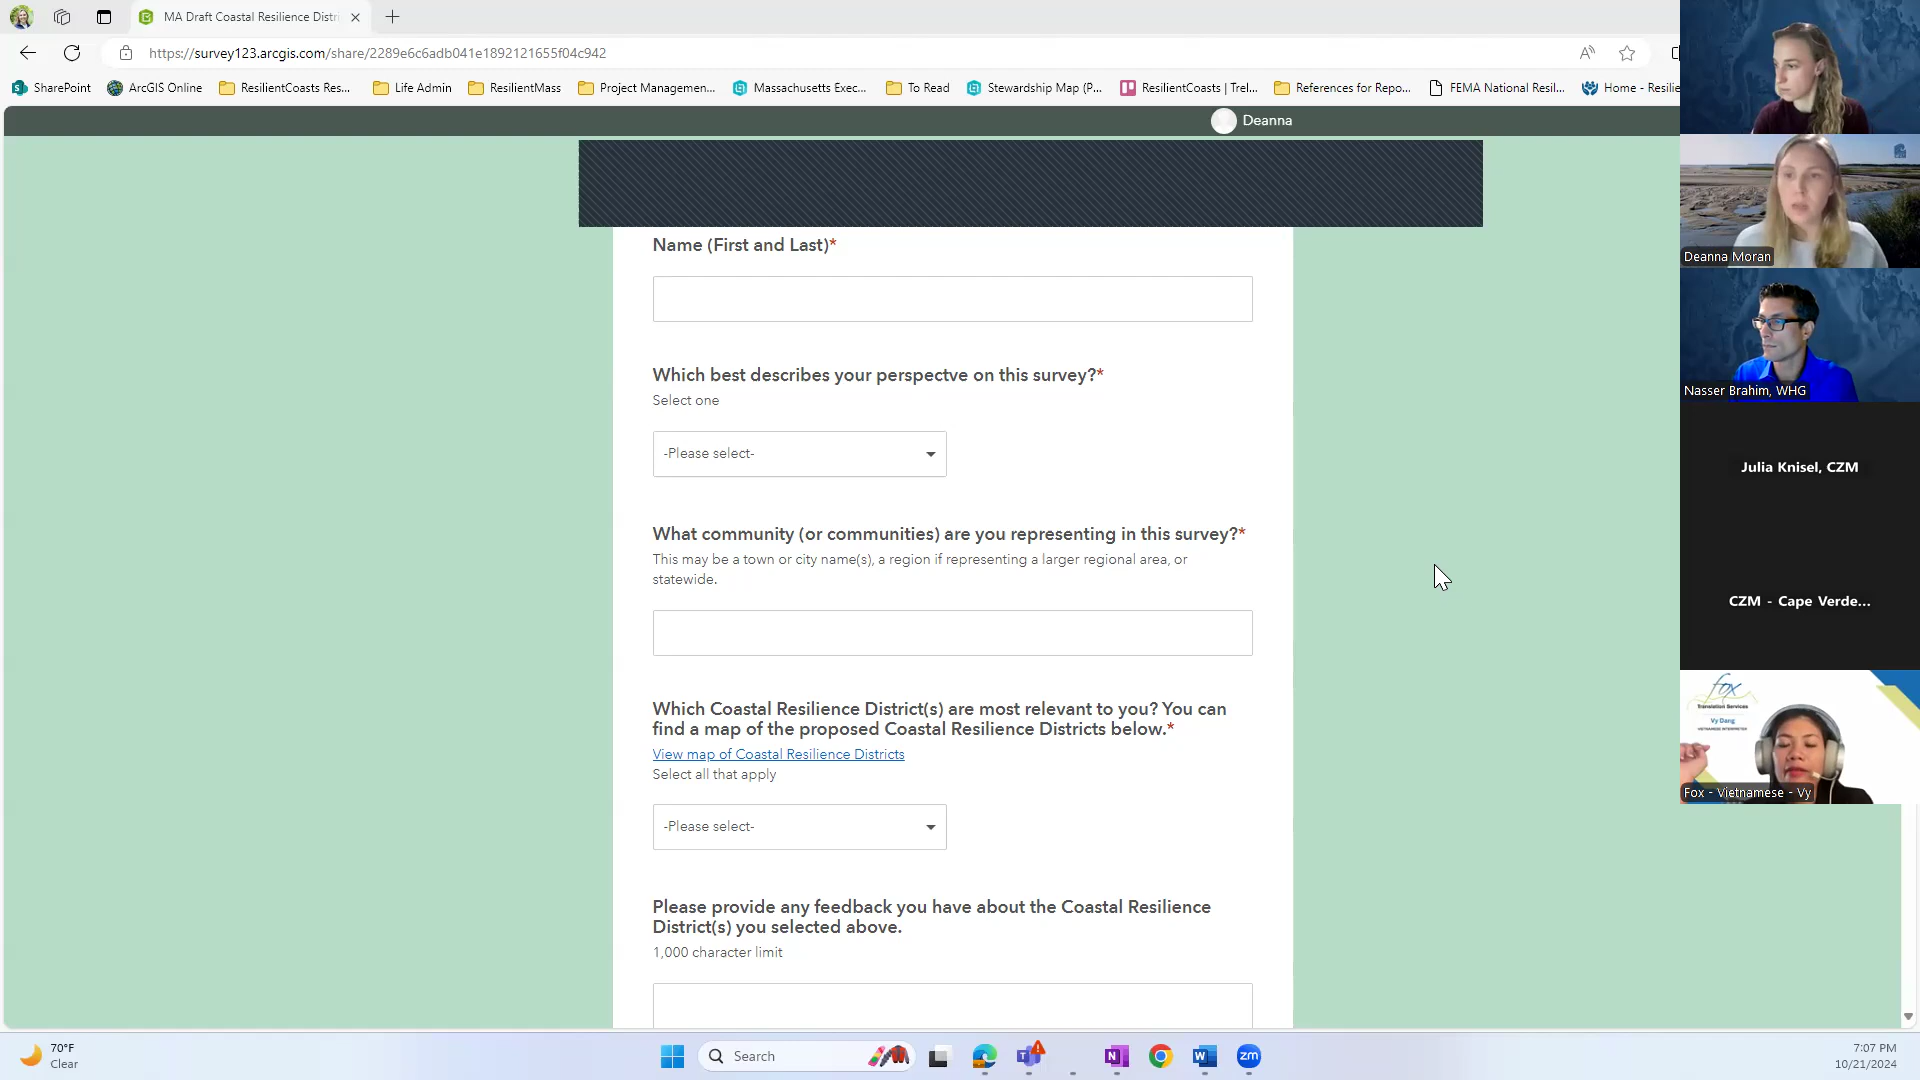 MA Draft Coastal Resilience Distr
https://survey123.arcgis.com/share/2289e6c6adb041e1892121655f04c942
SharePoint
ArcGIS Online
ResilientCoasts Res...
Life Admin
ResilientMass
Project Managemen...
Massachusetts Exec...
To Read
Stewardship Map (P...
ResilientCoasts | Trel...
References for Repo...
FEMA National Resil...
Home - Resilie
Deanna
Name (First and Last)*
Which best describes your perspectve on this survey?*
Select one
-Please select-
What community (or communities) are you representing in this survey?*
This may be a town or city name(s), a region if representing a larger regional area, or
statewide.
Which Coastal Resilience District(s) are most relevant to you? You can
find a map of the proposed Coastal Resilience Districts below.*
View map of Coastal Resilience Districts
Select all that apply
-Please select-
Please provide any feedback you have about the Coastal Resilience
District(s) you selected above.
1,000 character limit
Deanna Moran
Nasser Brahim, WHG
Julia Knisel, CZM
CZM - Cape Verde...
fox
Translation Services
Vy Dang
VIETNAMESE INTERPRETER
Fox - Vietnamese - Vy
70°F
Clear
Search
zm
7:07 PM
10/21/2024